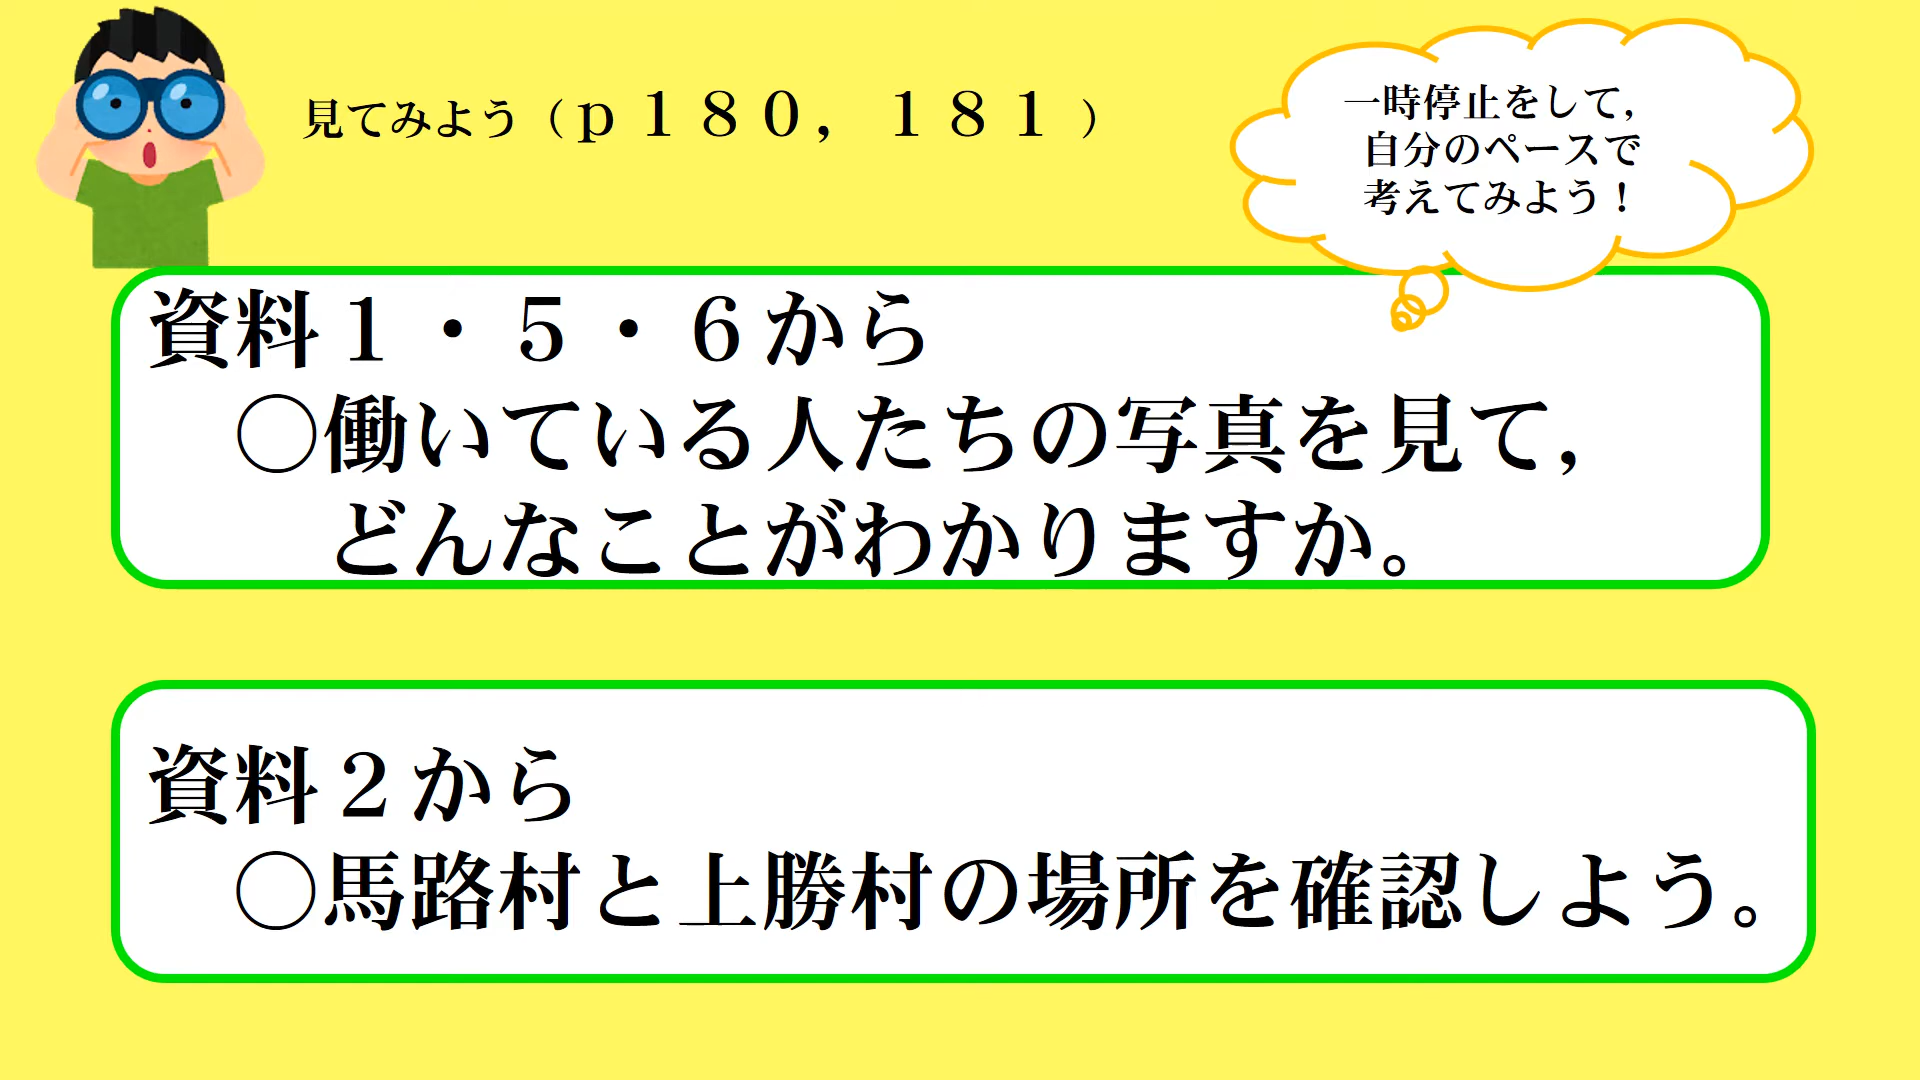 見てみよう（ｐ１８０，１８１）
一時停止をして，
自分のペースで
考えてみよう！
資料１・５・６から
○働いている人たちの写真を見て，
どんなことがわかりますか。
資料２から
○馬路村と上勝村の場所を確認しよう。